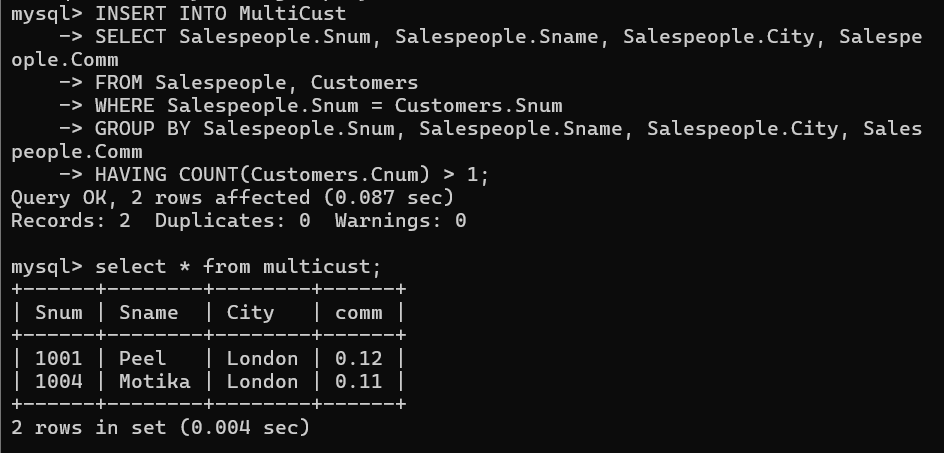 mysql> INSERT INTO MultiCust
    -> SELECT Salespeople.Snum, Salespeople.Sname, Salespeople.City, Salespe
ople.Comm
    -> FROM Salespeople, Customers
    -> WHERE Salespeople.Snum = Customers.Snum
    -> GROUP BY Salespeople.Snum, Salespeople.Sname, Salespeople.City, Sales
people.Comm
    -> HAVING COUNT(Customers.Cnum) > 1;
Query OK, 2 rows affected (0.087 sec)
Records: 2  Duplicates: 0  Warnings: 0

mysql> select * from multicust;
+------+--------+--------+------+
| Snum | Sname  | City   | comm |
+------+--------+--------+------+
| 1001 | Peel   | London | 0.12 |
| 1004 | Motika | London | 0.11 |
+------+--------+--------+------+
2 rows in set (0.004 sec)